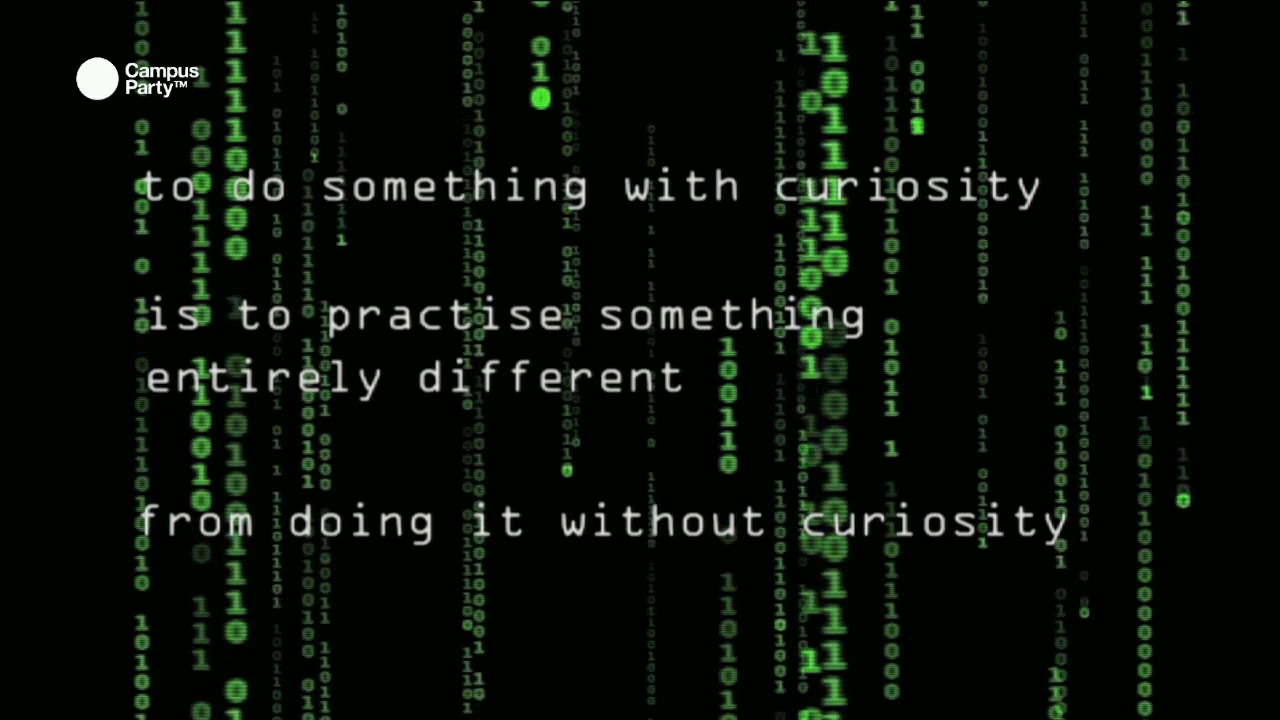 Campus
Party™
to do something with curiosity
is to practise something
entirely different
from doing it without curiosity